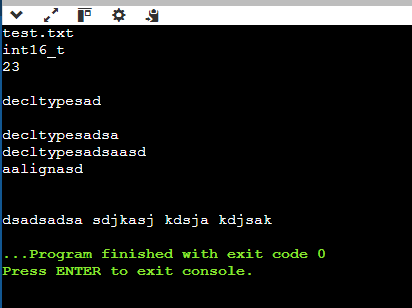 test.txt
int16_t
23
decltypesad
decltypesadsa
decltypesadsaasd
aalignasd
dsadsadsa sdjkasj kdsja kdjsak
...Program finished with exit code 0
Press ENTER to exit console.